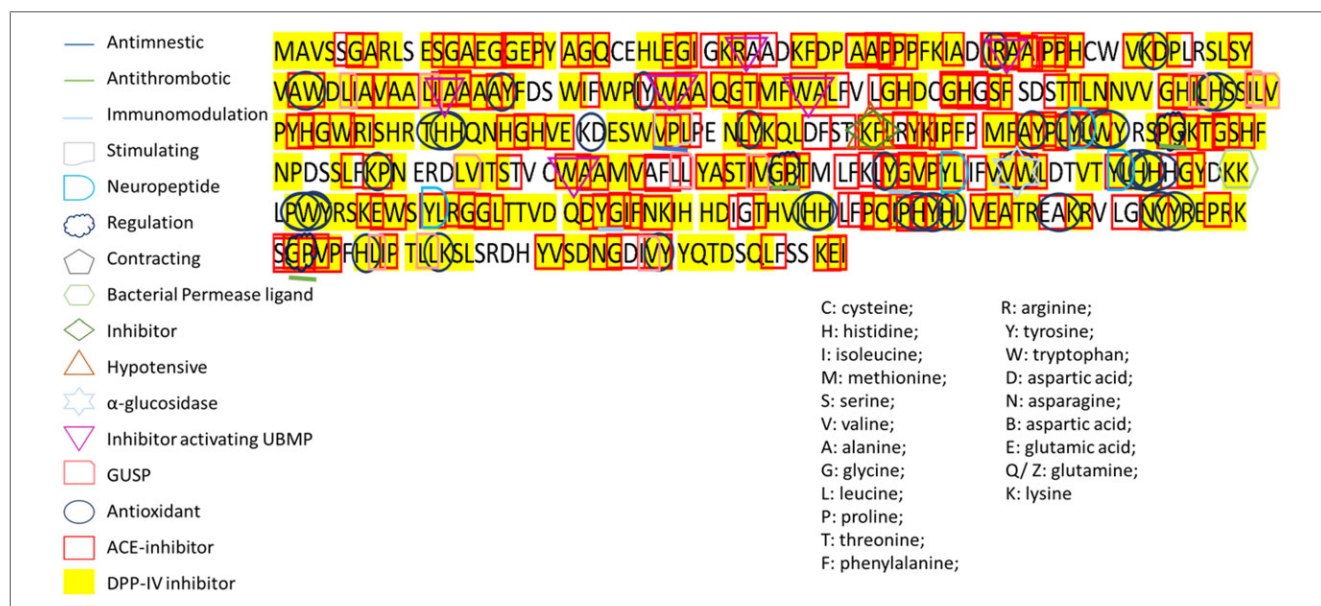 Antimnestic
Antithrombotic
Immunomodulation
Stimulating
Neuropeptide
Regulation
Contracting
Bacterial Permease ligand
Inhibitor
Hypotensive
α-glucosidase
Inhibitor activating UBMP
GUSP
Antioxidant
ACE-inhibitor
DPP-IV inhibitor
MAVSSGARLS ESGAEGGEPY AGQCEHLEGI GKRAADKFDP AAPPPFKIAD IRAAIPPHCW VKDPLRSLSY
VAWDLIAVAA LIAAAAYFDS WIFWPIYWAA QGTMFWALFV LGHDCGHGSF SDSTTLNNVV GHILHSSILV
PYHGWRISHR THHQNHGHVE KDESWVPLPE NLYKQLDFST KFLRYKIPFP MFAYPLYLWY RSPGKTGSHF
NPDSSLFKPN ERDLVITSTV CWAAMVAFLL YASTIVGRTM LFKLYGVPYL IFVVWLDTVT YLHHHGYDKK
LPWYRSKEWS YLRGGLTTVD QDYGIFNKIH HDIGTHVIHH LFPQIPHYHL VEATREAKRV LGNYYREPRK
SGRVPFHLIP TLLKSLSRDH YVSDNGDIVY YQTDSQLFSS KEI
C: cysteine;
H: histidine;
I: isoleucine;
M: methionine;
S: serine;
V: valine;
A: alanine;
G: glycine;
L: leucine;
P: proline;
T: threonine;
F: phenylalanine;
R: arginine;
Y: tyrosine;
W: tryptophan;
D: aspartic acid;
N: asparagine;
B: aspartic acid;
E: glutamic acid;
Q/ Z: glutamine;
K: lysine